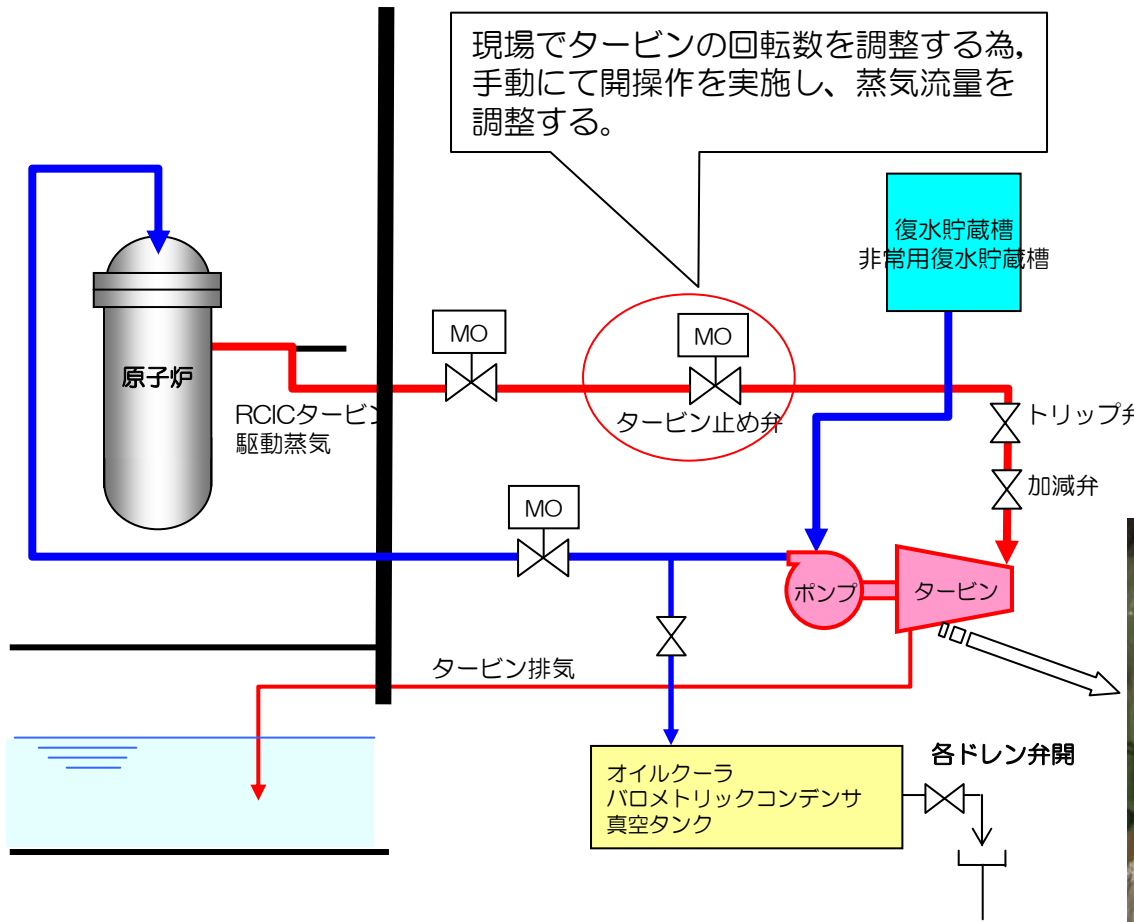 現場でタービンの回転数を調整する為,
手動にて開操作を実施し、蒸気流量を
調整する。
復水貯蔵槽
非常用復水貯蔵槽
MO
MO
原子炉
RCICタービン
駆動蒸気
タービン止め弁
トリップ弁
加減弁
MO
ポンプ
タービン
タービン排気
各ドレン弁開
オイルクーラ
バロメトリックコンデンサ
真空タンク